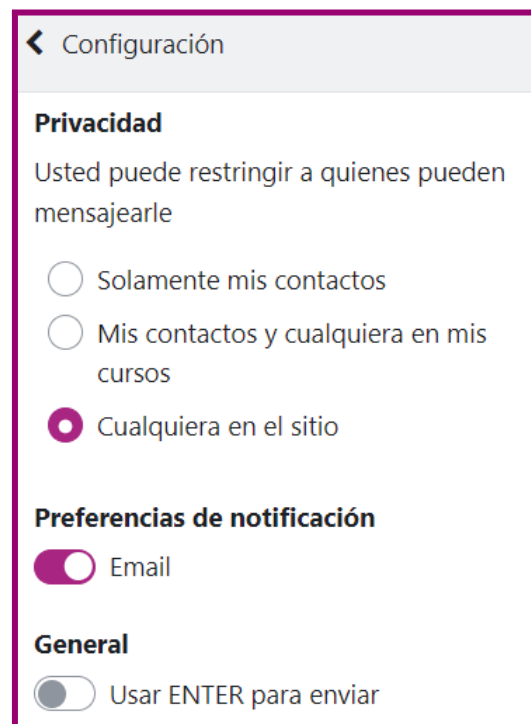 Configuración
Privacidad
Usted puede restringir a quienes pueden
mensajearle
Solamente mis contactos
Mis contactos y cualquiera en mis
cursos
Cualquiera en el sitio
Preferencias de notificación
Email
General
Usar ENTER para enviar